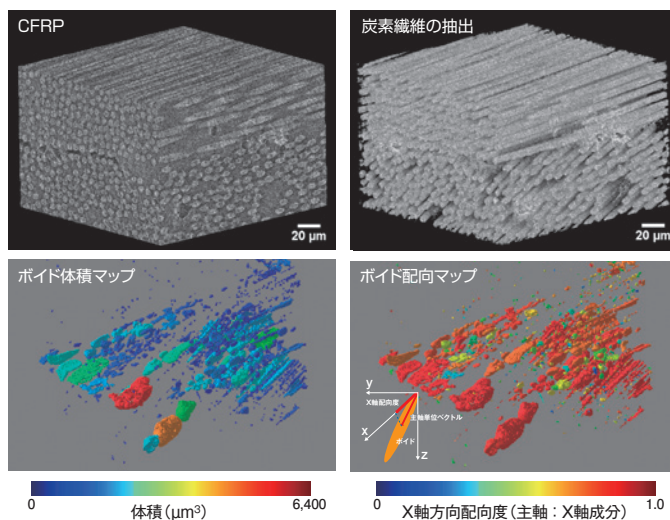 CFRP
炭素繊維の抽出
20 μm
20 μm
ボイド体積マップ
ボイド配向マップ
y
X軸配向度
主軸単位ベクトル
x
ボイド
z
0
体積（μm³）
6,400
0
X軸方向配向度（主軸：X軸成分）
1.0